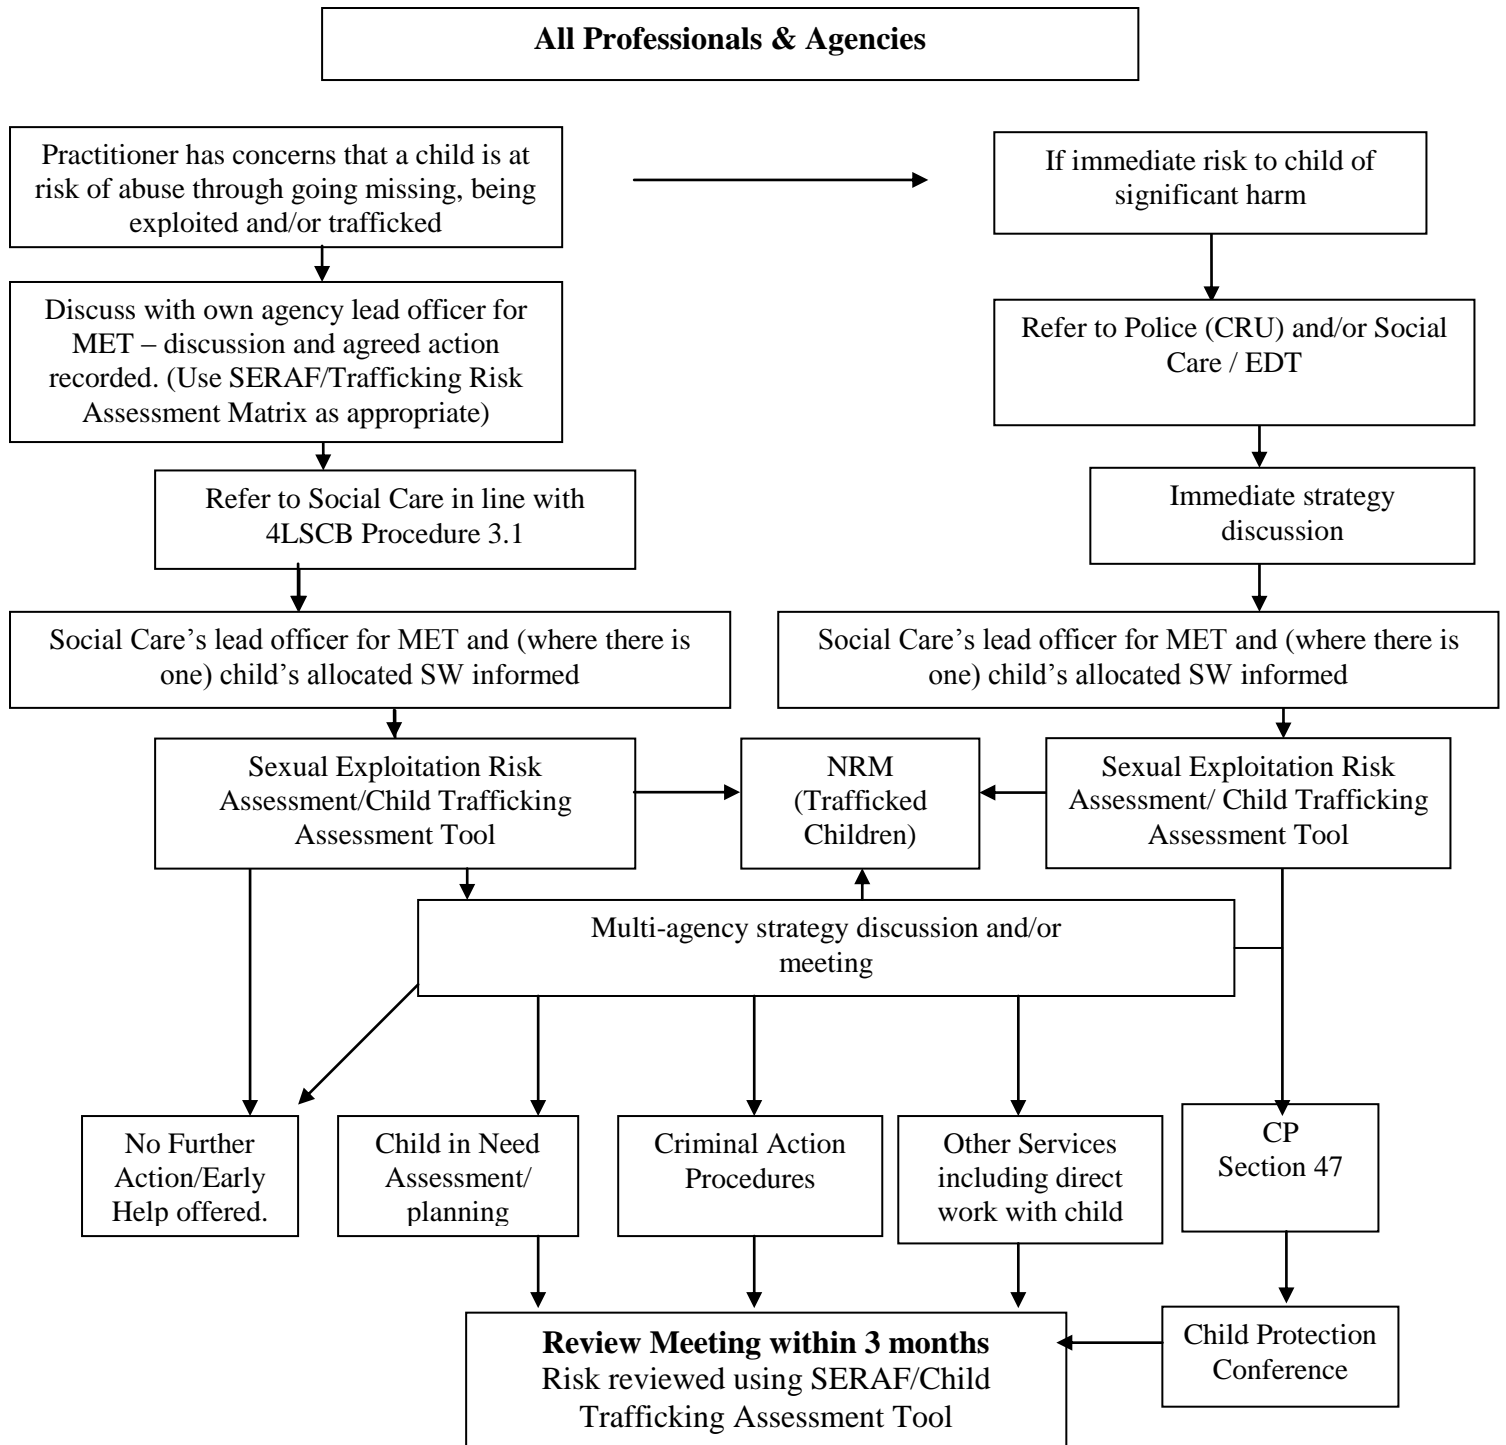 All Professionals & Agencies
Practitioner has concerns that a child is at
risk of abuse through going missing, being
exploited and/or trafficked
If immediate risk to child of
significant harm
Discuss with own agency lead officer for
MET – discussion and agreed action
recorded. (Use SERAF/Trafficking Risk
Assessment Matrix as appropriate)
Refer to Police (CRU) and/or Social
Care / EDT
Refer to Social Care in line with
4LSCB Procedure 3.1
Immediate strategy
discussion
Social Care’s lead officer for MET and (where there is
one) child’s allocated SW informed
Social Care’s lead officer for MET and (where there is
one) child’s allocated SW informed
Sexual Exploitation Risk
Assessment/Child Trafficking
Assessment Tool
NRM
(Trafficked
Children)
Sexual Exploitation Risk
Assessment/ Child Trafficking
Assessment Tool
Multi-agency strategy discussion and/or
meeting
No Further
Action/Early
Help offered.
Child in Need
Assessment/
planning
Criminal Action
Procedures
Other Services
including direct
work with child
CP
Section 47
Review Meeting within 3 months
Risk reviewed using SERAF/Child
Trafficking Assessment Tool
Child Protection
Conference